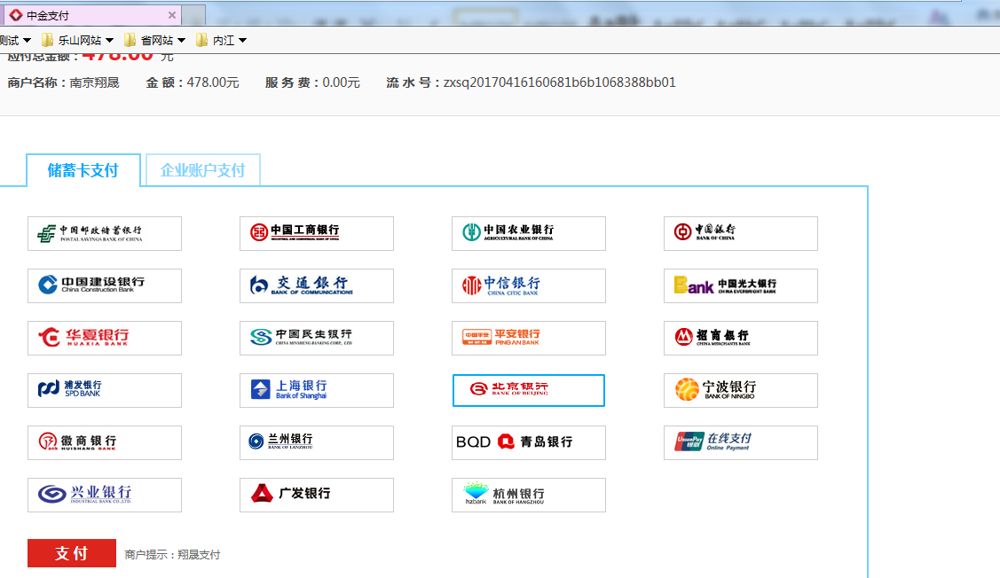 中金支付
测试 乐山网站 省网站 内江
应付总金额：478.00 元
商户名称：南京翔晟 金 额：478.00元 服 务 费：0.00元 流 水 号：zxsq20170416160681b6b1068388bb01
储蓄卡支付 企业账户支付
中国邮政储蓄银行 POSTAL SAVINGS BANK OF CHINA
中国工商银行 INDUSTRIAL AND COMMERCIAL BANK OF CHINA
中国农业银行 AGRICULTURAL BANK OF CHINA
中国银行 BANK OF CHINA
中国建设银行 China Construction Bank
交通銀行 BANK OF COMMUNICATIONS
中信银行 CHINA CITIC BANK
Bank 中国光大银行 CHINA EVERBRIGHT BANK
华夏银行 HUAXIA BANK
中国民生银行 CHINA MINSHENG BANKING CORP., LTD
中国平安 平安银行 PINGAN BANK
招商银行 CHINA MERCHANTS BANK
浦发银行 SPD BANK
上海银行 Bank of Shanghai
北京银行 BANK OF BEIJING
宁波银行 BANK OF NINGBO
徽商银行 HUISHANG BANK
兰州银行 BANK OF LANZHOU
BQD 青岛银行
UnionPay 银联 在线支付 Online Payment
兴业银行 INDUSTRIAL BANK CO.,LTD.
广发银行
hzbank 杭州银行 BANK OF HANGZHOU
支 付 商户提示：翔晟支付